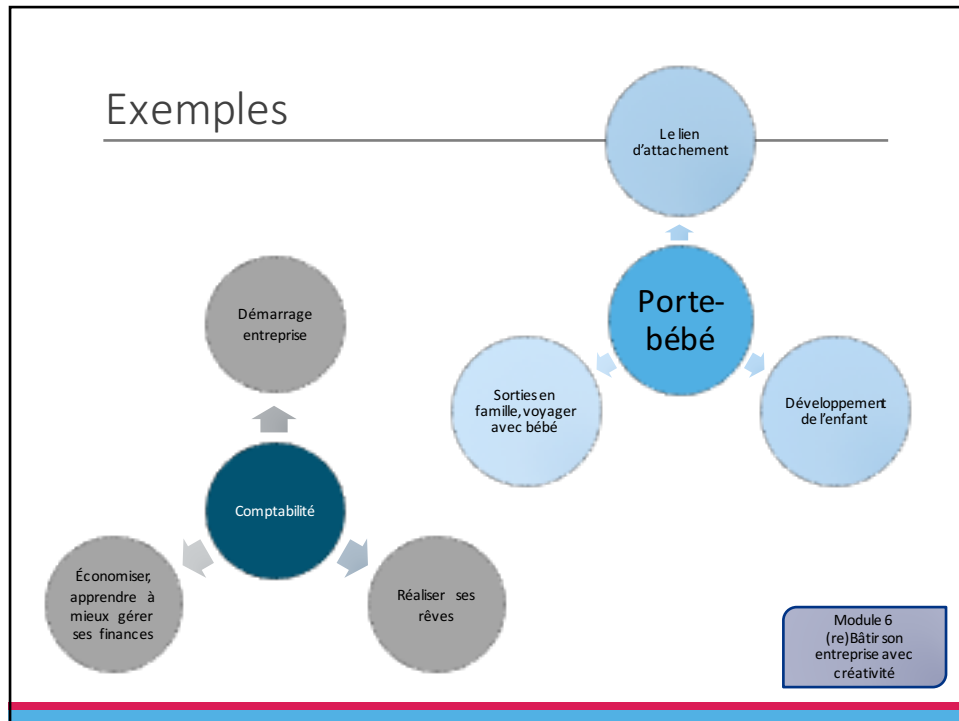 Exemples
Le lien
d'attachement
Porte-
bébé
Sorties en
famille, voyager
avec bébé
Développement
de l'enfant
Démarrage
entreprise
Comptabilité
Économiser,
apprendre à
mieux gérer
ses finances
Réaliser ses
rêves
Module 6
(re)Bâtir son
entreprise avec
créativité